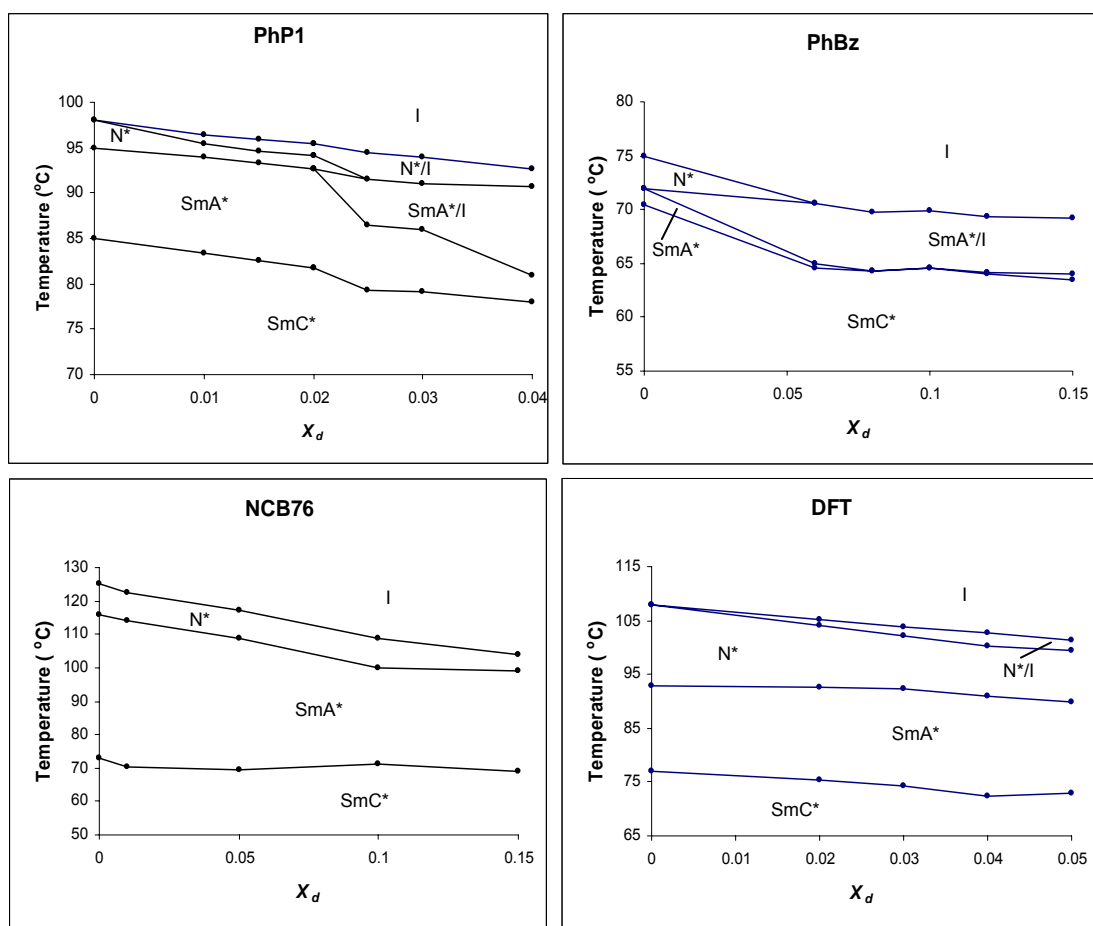 PhP1
100
95
90
85
80
75
70
Temperature (°C)
I
N*
N*/I
SmA*
SmA*/I
SmC*
0
0.01
0.02
0.03
0.04
X d
PhBz
80
75
70
65
60
55
Temperature ( °C)
I
N*
SmA*
SmA*/I
SmC*
0
0.05
0.1
0.15
X d
NCB76
130
120
110
100
90
80
70
60
50
Temperature ( °C)
I
N*
SmA*
SmC*
0
0.05
0.1
0.15
X d
DFT
115
105
95
85
75
65
Temperature ( °C)
I
N*
N*/I
SmA*
SmC*
0
0.01
0.02
0.03
0.04
0.05
X d